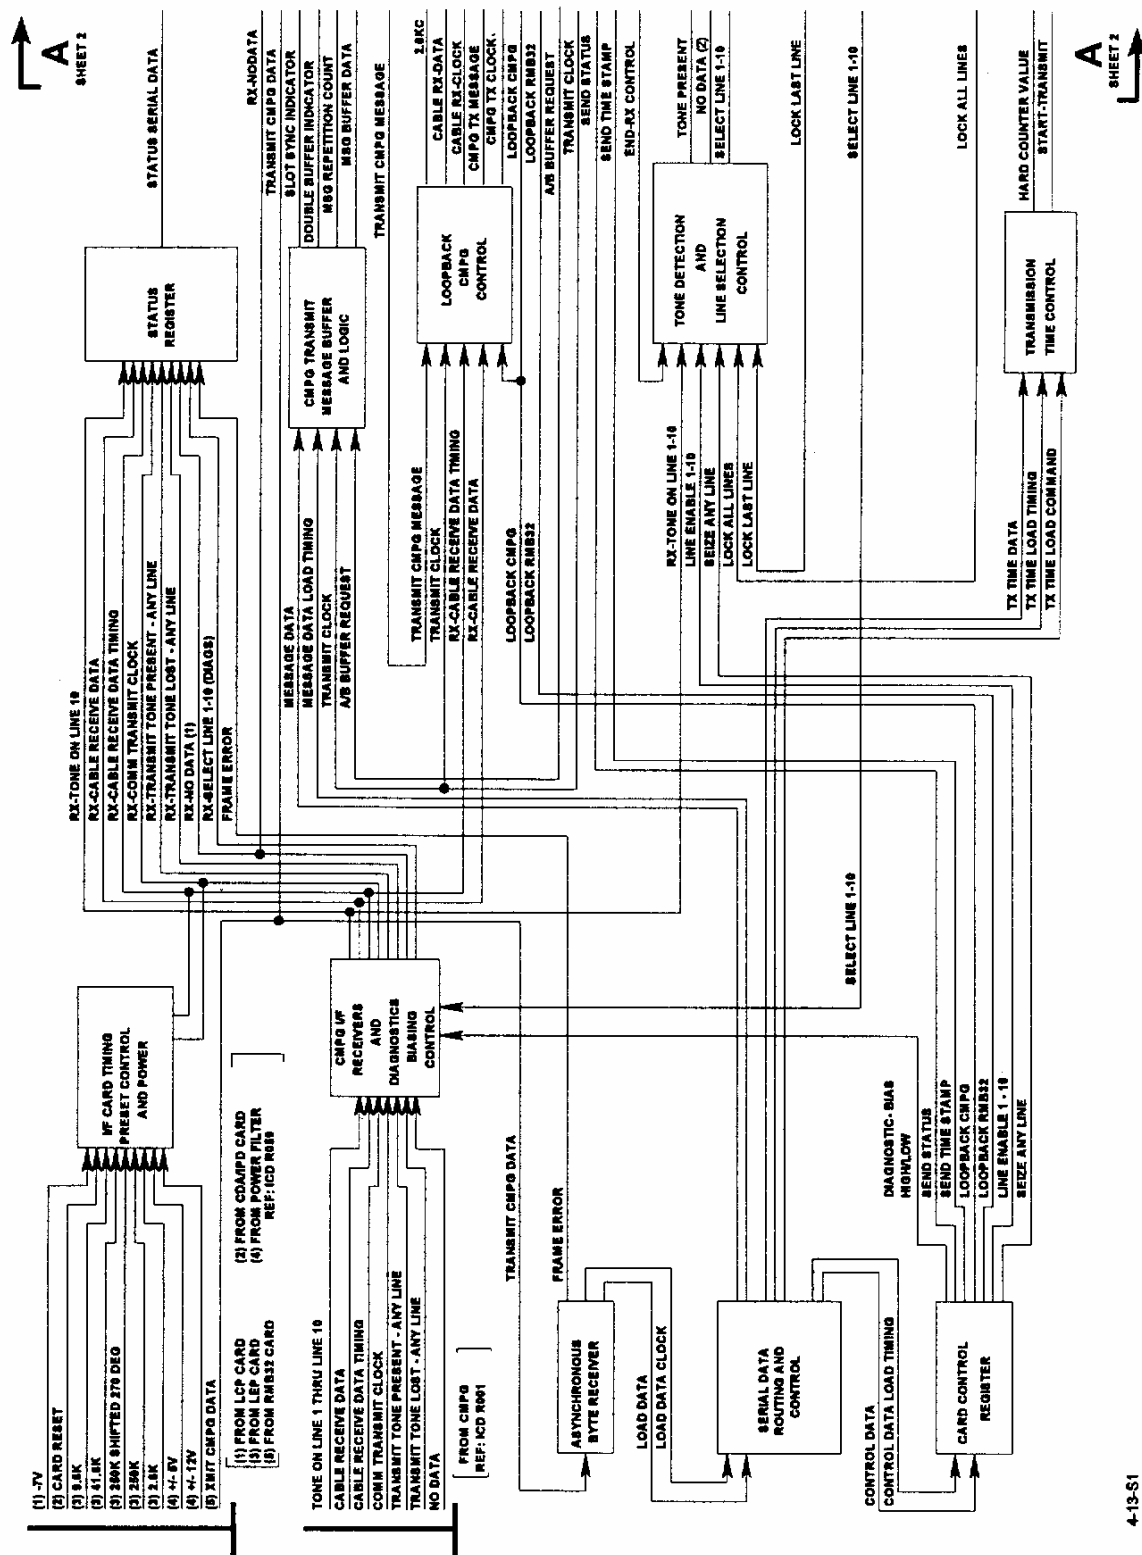 (1) -7V
(2) CARD RESET
(3) 9.6K
(3) 41.6K
(3) 250K SHIFTED 270 DEG
(3) 250K
(3) 2.6K
(4) +/- 6V
(4) +/- 12V
(5) XMIT CMPG DATA
I/F CARD TIMING
PRESET CONTROL
AND POWER
(1) FROM LCP CARD
(3) FROM LEP CARD
(5) FROM RMB32 CARD
(2) FROM CDA/IPD CARD
(4) FROM POWER FILTER
REF: ICD R089
TONE ON LINE 1 THRU LINE 10
CABLE RECEIVE DATA
CABLE RECEIVE DATA TIMING
COMM TRANSMIT CLOCK
TRANSMIT TONE PRESENT - ANY LINE
TRANSMIT TONE LOST - ANY LINE
NO DATA
FROM CMPG
REF: ICD R001
CMPG I/F
RECEIVERS
AND
DIAGNOSTICS
BIASING
CONTROL
RX-TONE ON LINE 10
RX-CABLE RECEIVE DATA
RX-CABLE RECEIVE DATA TIMING
RX-COMM TRANSMIT CLOCK
RX-TRANSMIT TONE PRESENT - ANY LINE
RX-TRANSMIT TONE LOST - ANY LINE
RX-NO DATA (1)
RX-SELECT LINE 1-10 (DIAGS)
FRAME ERROR
STATUS
REGISTER
STATUS SERIAL DATA
A
SHEET 2
RX-NODATA
TRANSMIT CMPG DATA
SLOT SYNC INDICATOR
DOUBLE BUFFER INDICATOR
MSG REPETITION COUNT
MSG BUFFER DATA
MESSAGE DATA
MESSAGE DATA LOAD TIMING
TRANSMIT CLOCK
A/B BUFFER REQUEST
CMPG TRANSMIT
MESSAGE BUFFER
AND LOGIC
TRANSMIT CMPG MESSAGE
TRANSMIT CMPG MESSAGE
TRANSMIT CLOCK
RX-CABLE RECEIVE DATA TIMING
RX-CABLE RECEIVE DATA
LOOPBACK CMPG
LOOPBACK RMB32
LOOPBACK
CMPG
CONTROL
CABLE RX-DATA
CABLE RX-CLOCK
CMPG TX MESSAGE
CMPG TX CLOCK
LOOPBACK CMPG
LOOPBACK RMB32
A/B BUFFER REQUEST
TRANSMIT CLOCK
SEND STATUS
SEND TIME STAMP
END-RX CONTROL
TRANSMIT CMPG DATA
FRAME ERROR
ASYNCHRONOUS
BYTE RECEIVER
LOAD DATA
LOAD DATA CLOCK
SERIAL DATA
ROUTING AND
CONTROL
CONTROL DATA
CONTROL DATA LOAD TIMING
CARD CONTROL
REGISTER
DIAGNOSTIC- BIAS
HIGH/LOW
SEND STATUS
SEND TIME STAMP
LOOPBACK CMPG
LOOPBACK RMB32
LINE ENABLE 1 - 10
SEIZE ANY LINE
SELECT LINE 1-10
RX-TONE ON LINE 1-10
LINE ENABLE 1-10
SEIZE ANY LINE
LOCK ALL LINES
LOCK LAST LINE
TONE DETECTION
AND
LINE SELECTION
CONTROL
TONE PRESENT
NO DATA (2)
SELECT LINE 1-10
LOCK LAST LINE
SELECT LINE 1-10
LOCK ALL LINES
TX TIME DATA
TX TIME LOAD TIMING
TX TIME LOAD COMMAND
TRANSMISSION
TIME CONTROL
HARD COUNTER VALUE
START-TRANSMIT
A
SHEET 2
4-13-S1